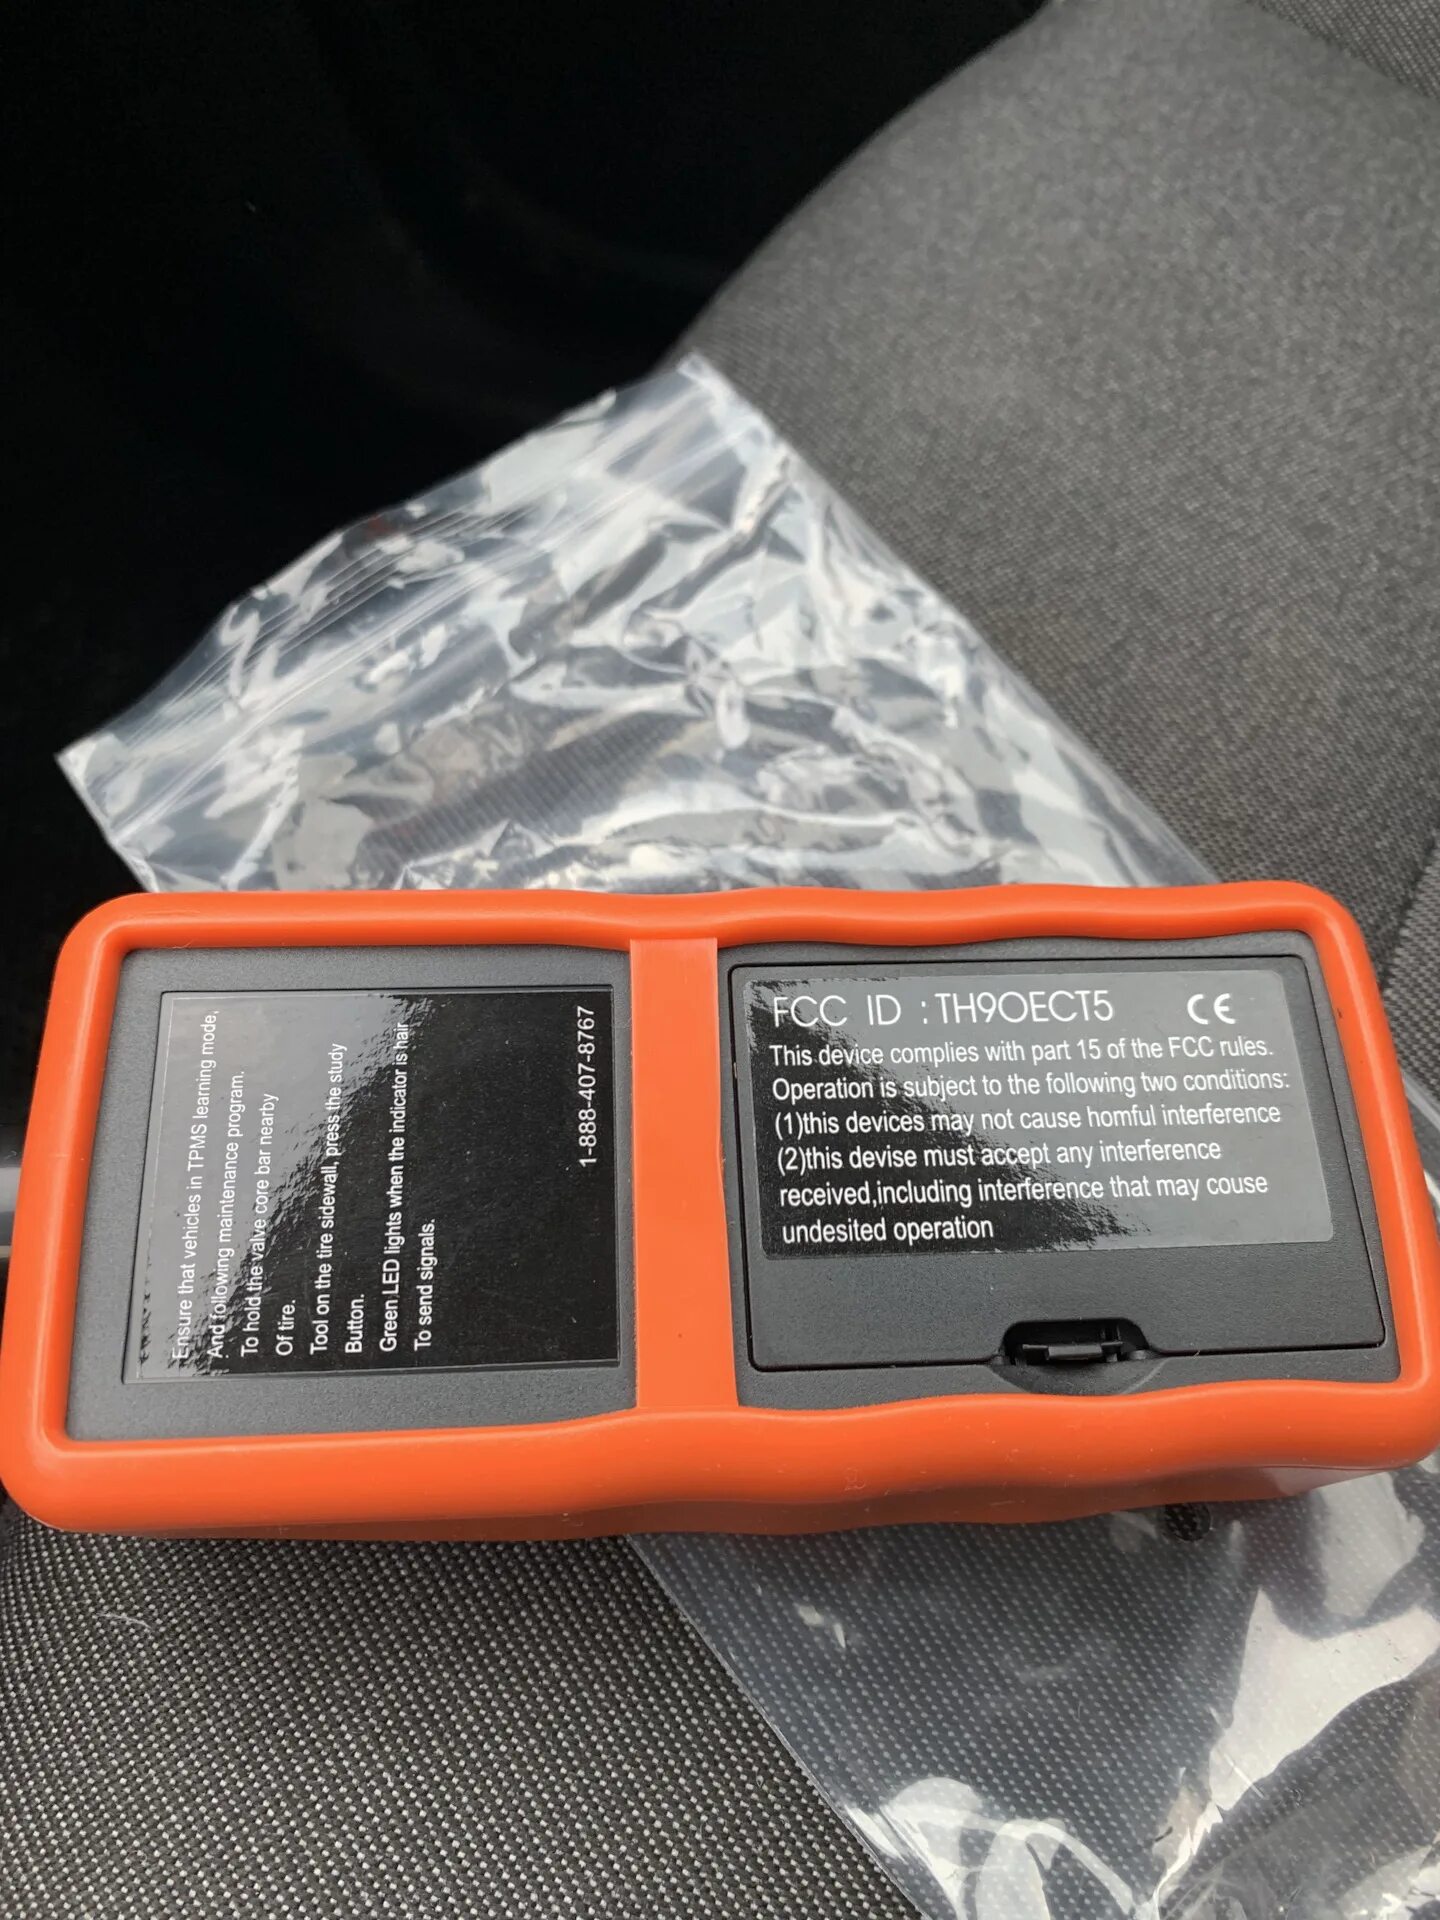 Ensure that vehicles in TPMS learning mode,
And following maintenance program.
To hold the valve core bar nearby
Of tire.
Tool on the tire sidewall, press the study
Button.
Green LED lights when the indicator is hair
To send signals.
1-888-407-8767
FCC ID : TH9OECT5 CE
This device complies with part 15 of the FCC rules.
Operation is subject to the following two conditions:
(1)this devices may not cause homful interference
(2)this devise must accept any interference
received,including interference that may couse
undesited operation